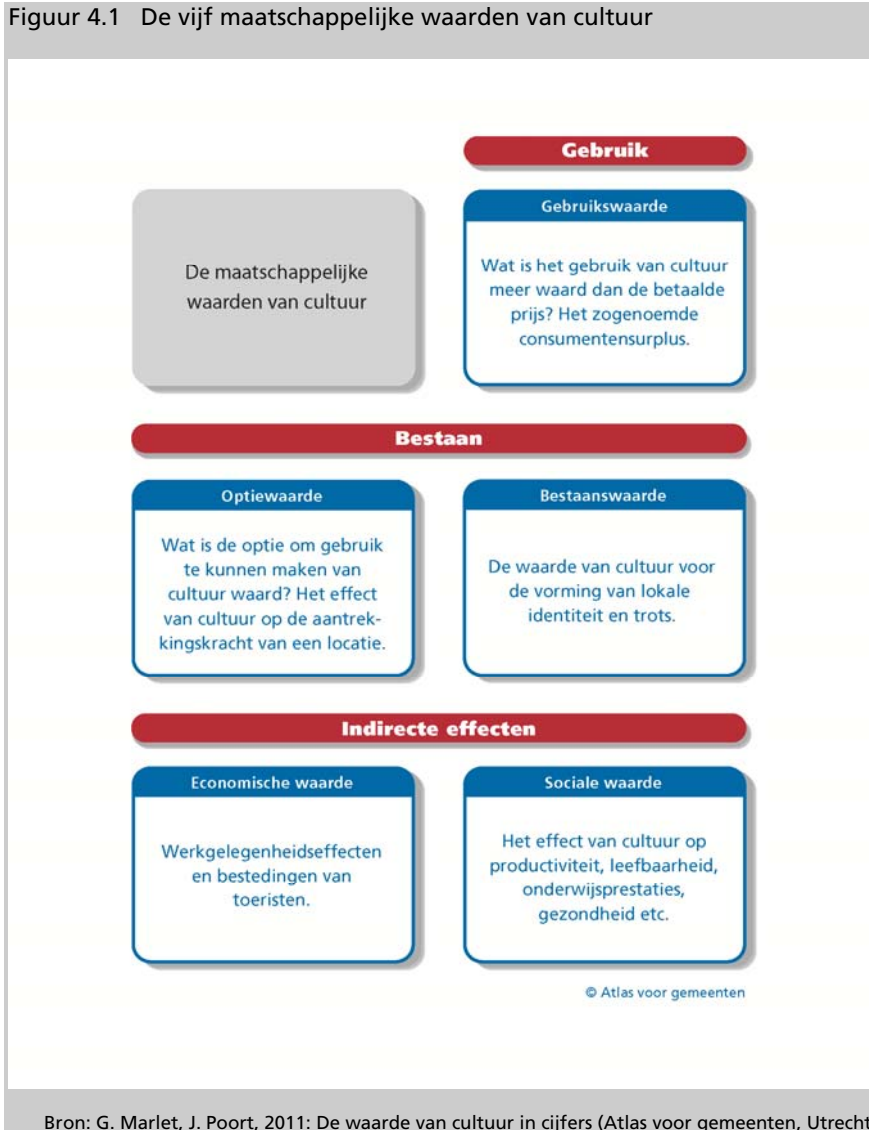 Figuur 4.1 De vijf maatschappelijke waarden van cultuur
Gebruik
De maatschappelijke
waarden van cultuur
Gebruikswaarde
Wat is het gebruik van cultuur
meer waard dan de betaalde
prijs? Het zogenoemde
consumentensurplus.
Bestaan
Optiewaarde
Wat is de optie om gebruik
te kunnen maken van
cultuur waard? Het effect
van cultuur op de aantrek-
kingskracht van een locatie.
Bestaanswaarde
De waarde van cultuur voor
de vorming van lokale
identiteit en trots.
Indirecte effecten
Economische waarde
Werkgelegenheidseffecten
en bestedingen van
toeristen.
Sociale waarde
Het effect van cultuur op
productiviteit, leefbaarheid,
onderwijsprestaties,
gezondheid etc.
© Atlas voor gemeenten
Bron: G. Marlet, J. Poort, 2011: De waarde van cultuur in cijfers (Atlas voor gemeenten, Utrecht